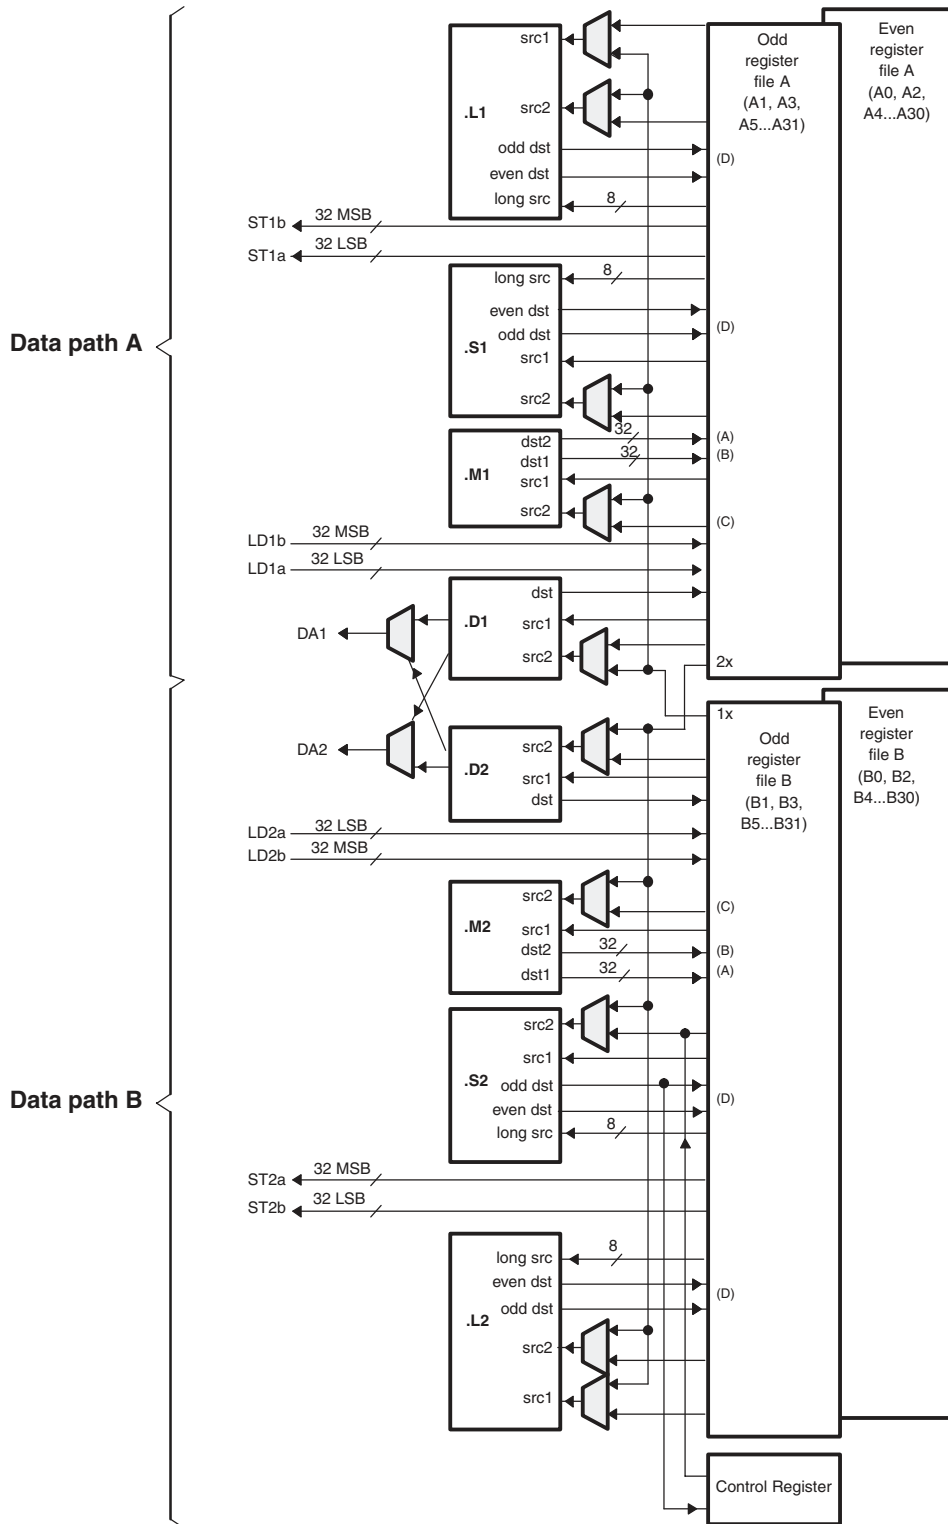 Odd
register
file A
(A1, A3,
A5...A31)
Even
register
file A
(A0, A2,
A4...A30)
src1
.L1
src2
odd dst
(D)
even dst
long src
8
ST1b
32 MSB
ST1a
32 LSB
long src
8
even dst
(D)
odd dst
.S1
src1
src2
Data path A
32
(A)
dst2
32
(B)
dst1
.M1
src1
src2
(C)
LD1b
32 MSB
LD1a
32 LSB
dst
.D1
src1
DA1
src2
2x
1x
Odd
register
file B
(B1, B3,
B5...B31)
Even
register
file B
(B0, B2,
B4...B30)
src2
DA2
.D2
src1
dst
LD2a
32 LSB
LD2b
32 MSB
src2
(C)
.M2
src1
dst2
32
(B)
dst1
32
(A)
src2
src1
.S2
odd dst
(D)
even dst
long src
8
Data path B
ST2a
32 MSB
ST2b
32 LSB
long src
8
even dst
(D)
odd dst
.L2
src2
src1
Control Register